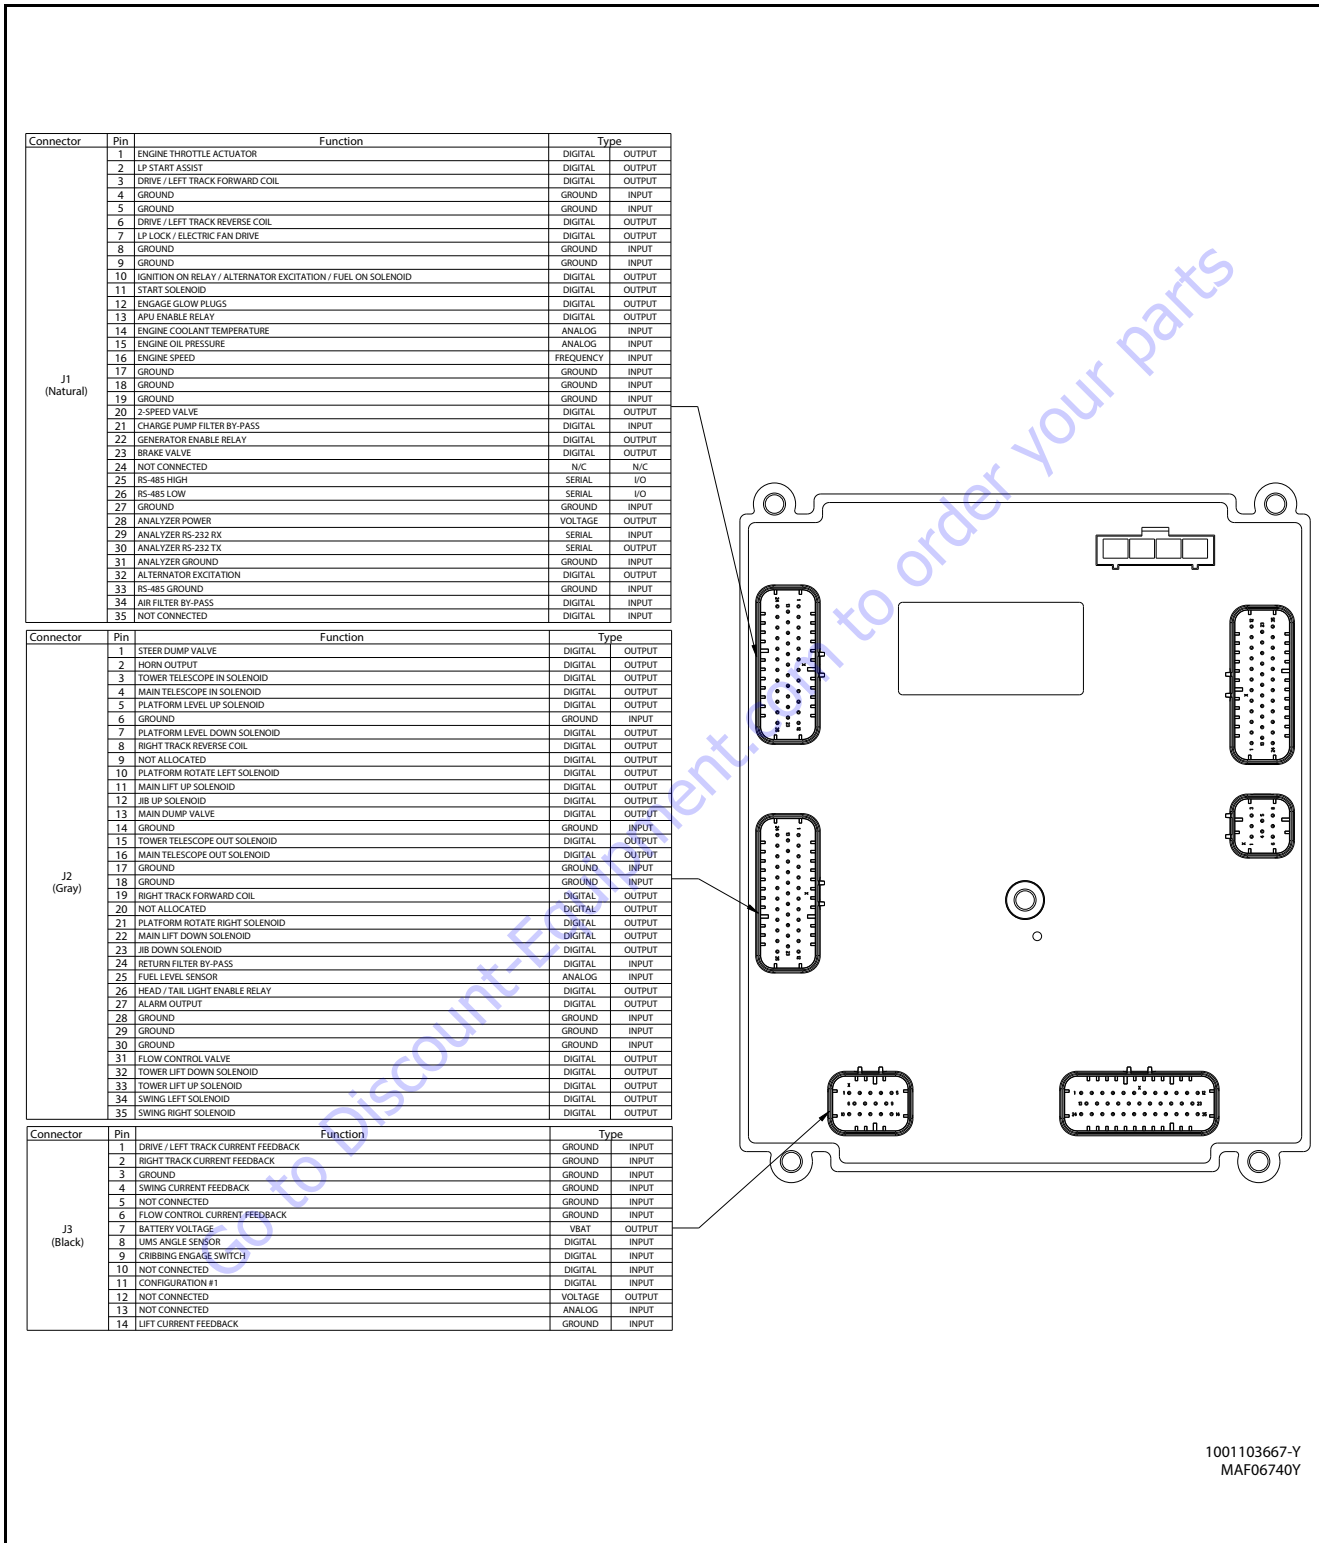 Connector Pin Function Type
1 ENGINE THROTTLE ACTUATOR DIGITAL OUTPUT
2 LP START ASSIST DIGITAL OUTPUT
3 DRIVE / LEFT TRACK FORWARD COIL DIGITAL OUTPUT
4 GROUND GROUND INPUT
5 GROUND GROUND INPUT
6 DRIVE / LEFT TRACK REVERSE COIL DIGITAL OUTPUT
7 LP LOCK / ELECTRIC FAN DRIVE DIGITAL OUTPUT
8 GROUND GROUND INPUT
9 GROUND GROUND INPUT
10 IGNITION ON RELAY / ALTERNATOR EXCITATION / FUEL ON SOLENOID DIGITAL OUTPUT
11 START SOLENOID DIGITAL OUTPUT
12 ENGAGE GLOW PLUGS DIGITAL OUTPUT
13 APU ENABLE RELAY DIGITAL OUTPUT
14 ENGINE COOLANT TEMPERATURE ANALOG INPUT
15 ENGINE OIL PRESSURE ANALOG INPUT
16 ENGINE SPEED FREQUENCY INPUT
17 GROUND GROUND INPUT
J1
(Natural)
18 GROUND GROUND INPUT
19 GROUND GROUND INPUT
20 2-SPEED VALVE DIGITAL OUTPUT
21 CHARGE PUMP FILTER BY-PASS DIGITAL INPUT
22 GENERATOR ENABLE RELAY DIGITAL OUTPUT
23 BRAKE VALVE DIGITAL OUTPUT
24 NOT CONNECTED N/C N/C
25 RS-485 HIGH SERIAL I/O
26 RS-485 LOW SERIAL I/O
27 GROUND GROUND INPUT
28 ANALYZER POWER VOLTAGE OUTPUT
29 ANALYZER RS-232 RX SERIAL INPUT
30 ANALYZER RS-232 TX SERIAL OUTPUT
31 ANALYZER GROUND GROUND INPUT
32 ALTERNATOR EXCITATION DIGITAL OUTPUT
33 RS-485 GROUND GROUND INPUT
34 AIR FILTER BY-PASS DIGITAL INPUT
35 NOT CONNECTED DIGITAL INPUT
Connector Pin Function Type
1 STEER DUMP VALVE DIGITAL OUTPUT
2 HORN OUTPUT DIGITAL OUTPUT
3 TOWER TELESCOPE IN SOLENOID DIGITAL OUTPUT
4 MAIN TELESCOPE IN SOLENOID DIGITAL OUTPUT
5 PLATFORM LEVEL UP SOLENOID DIGITAL OUTPUT
6 GROUND GROUND INPUT
7 PLATFORM LEVEL DOWN SOLENOID DIGITAL OUTPUT
8 RIGHT TRACK REVERSE COIL DIGITAL OUTPUT
9 NOT ALLOCATED DIGITAL OUTPUT
10 PLATFORM ROTATE LEFT SOLENOID DIGITAL OUTPUT
11 MAIN LIFT UP SOLENOID DIGITAL OUTPUT
12 JIB UP SOLENOID DIGITAL OUTPUT
13 MAIN DUMP VALVE DIGITAL OUTPUT
14 GROUND GROUND INPUT
15 TOWER TELESCOPE OUT SOLENOID DIGITAL OUTPUT
16 MAIN TELESCOPE OUT SOLENOID DIGITAL OUTPUT
17 GROUND GROUND INPUT
J2
(Gray)
18 GROUND GROUND INPUT
19 RIGHT TRACK FORWARD COIL DIGITAL OUTPUT
20 NOT ALLOCATED DIGITAL OUTPUT
21 PLATFORM ROTATE RIGHT SOLENOID DIGITAL OUTPUT
22 MAIN LIFT DOWN SOLENOID DIGITAL OUTPUT
23 JIB DOWN SOLENOID DIGITAL OUTPUT
24 RETURN FILTER BY-PASS DIGITAL INPUT
25 FUEL LEVEL SENSOR ANALOG INPUT
26 HEAD / TAIL LIGHT ENABLE RELAY DIGITAL OUTPUT
27 ALARM OUTPUT DIGITAL OUTPUT
28 GROUND GROUND INPUT
29 GROUND GROUND INPUT
30 GROUND GROUND INPUT
31 FLOW CONTROL VALVE DIGITAL OUTPUT
32 TOWER LIFT DOWN SOLENOID DIGITAL OUTPUT
33 TOWER LIFT UP SOLENOID DIGITAL OUTPUT
34 SWING LEFT SOLENOID DIGITAL OUTPUT
35 SWING RIGHT SOLENOID DIGITAL OUTPUT
Connector Pin Function Type
1 DRIVE / LEFT TRACK CURRENT FEEDBACK GROUND INPUT
2 RIGHT TRACK CURRENT FEEDBACK GROUND INPUT
3 GROUND GROUND INPUT
4 SWING CURRENT FEEDBACK GROUND INPUT
5 NOT CONNECTED GROUND INPUT
6 FLOW CONTROL CURRENT FEEDBACK GROUND INPUT
J3
(Black)
7 BATTERY VOLTAGE VBAT OUTPUT
8 UMS ANGLE SENSOR DIGITAL INPUT
9 CRIBBING ENGAGE SWITCH DIGITAL INPUT
10 NOT CONNECTED DIGITAL INPUT
11 CONFIGURATION #1 DIGITAL INPUT
12 NOT CONNECTED VOLTAGE OUTPUT
13 NOT CONNECTED ANALOG INPUT
14 LIFT CURRENT FEEDBACK GROUND INPUT
Go to Discount-Equipment.com to order your parts
1001103667-Y
MAF06740Y